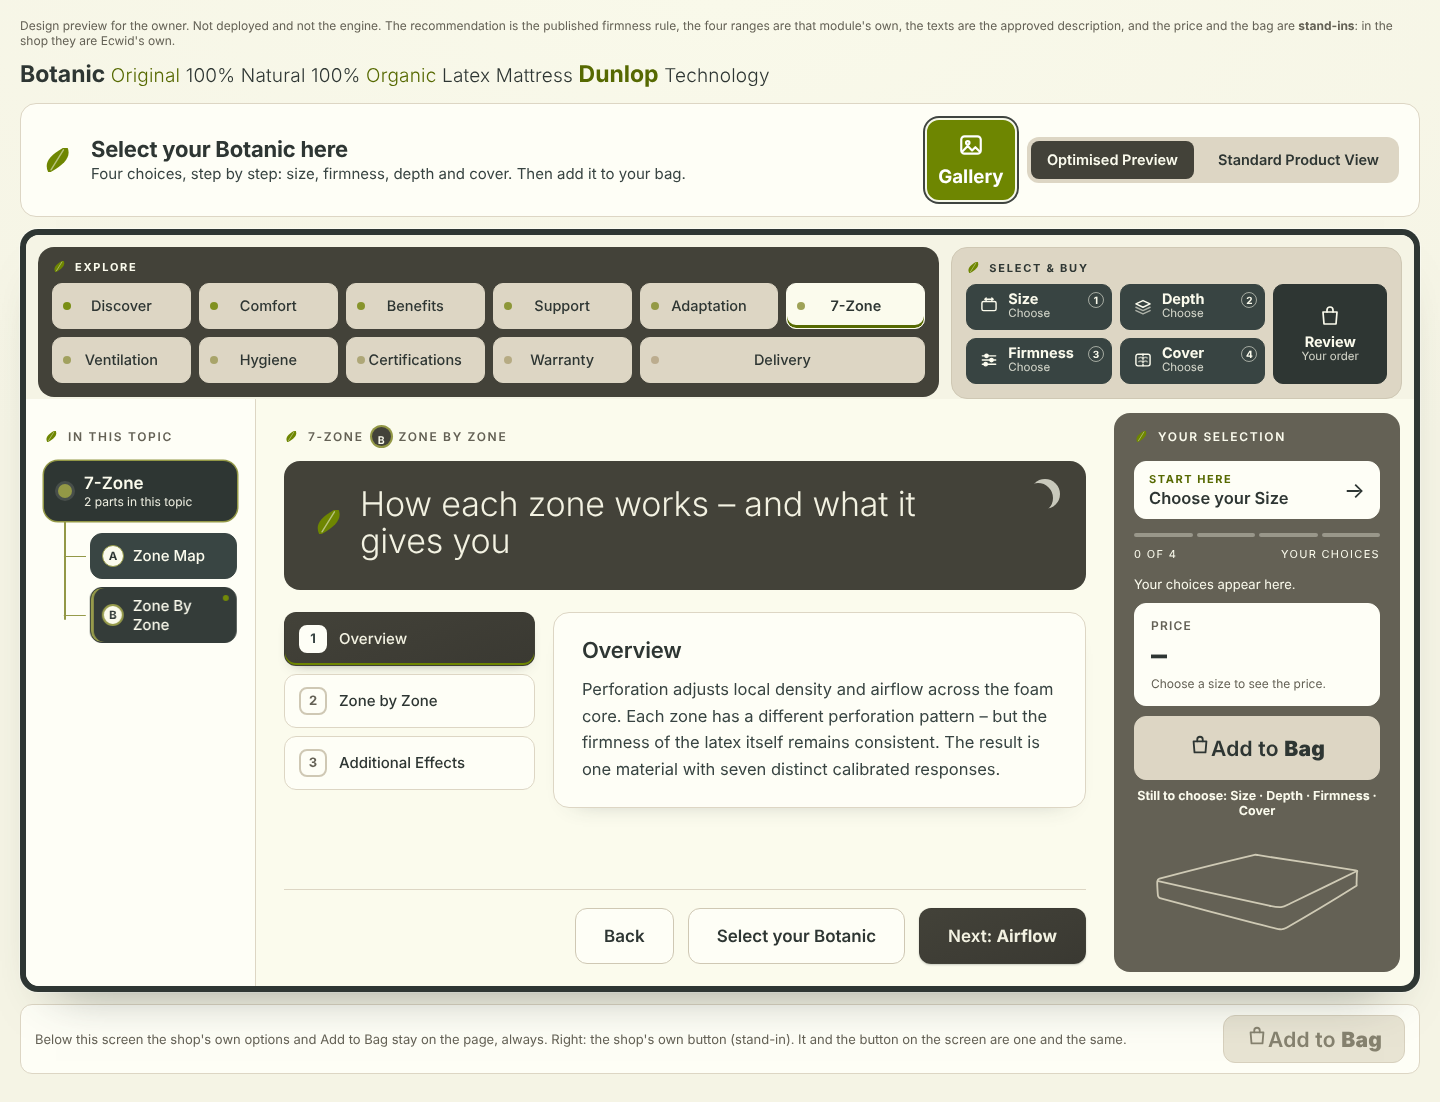 Design preview for the owner. Not deployed and not the engine. The recommendation is the published firmness rule, the four ranges are that module's own, the texts are the approved description, and the price and the bag are stand-ins: in the
shop they are Ecwid's own.
Botanic Original 100% Natural 100% Organic Latex Mattress Dunlop Technology
Select your Botanic here
Four choices, step by step: size, firmness, depth and cover. Then add it to your bag.
Gallery
Optimised Preview
Standard Product View
EXPLORE
Discover
Comfort
Benefits
Support
Adaptation
7-Zone
Ventilation
Hygiene
Certifications
Warranty
Delivery
SELECT & BUY
Size
Choose
1
Depth
Choose
2
Firmness
Choose
3
Cover
Choose
4
Review
Your order
IN THIS TOPIC
7-Zone
2 parts in this topic
A Zone Map
B Zone By
Zone
7-ZONE B ZONE BY ZONE
How each zone works – and what it
gives you
1 Overview
2 Zone by Zone
3 Additional Effects
Overview
Perforation adjusts local density and airflow across the foam
core. Each zone has a different perforation pattern – but the
firmness of the latex itself remains consistent. The result is
one material with seven distinct calibrated responses.
Back
Select your Botanic
Next: Airflow
YOUR SELECTION
START HERE
Choose your Size
0 OF 4
YOUR CHOICES
Your choices appear here.
PRICE
–
Choose a size to see the price.
Add to Bag
Still to choose: Size · Depth · Firmness ·
Cover
Below this screen the shop's own options and Add to Bag stay on the page, always. Right: the shop's own button (stand-in). It and the button on the screen are one and the same.
Add to Bag